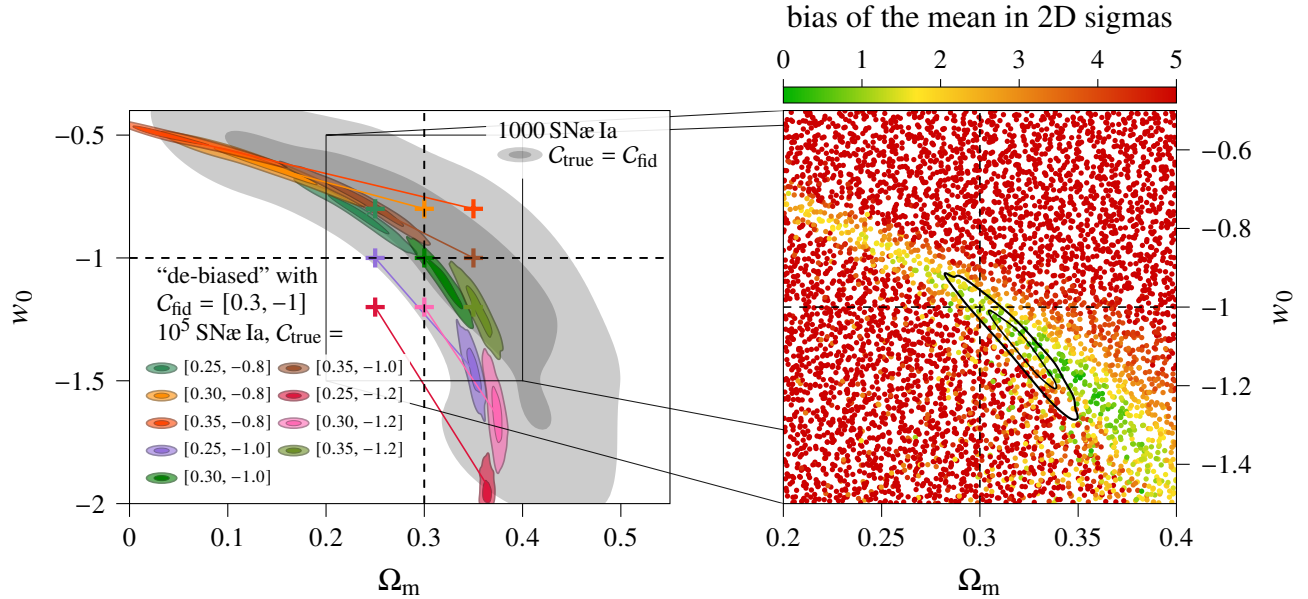 bias of the mean in 2D sigmas
0 1 2 3 4 5
1000 SNæ Ia
𝒞true = 𝒞fid
“de-biased” with
𝒞fid = [0.3, −1]
10⁵ SNæ Ia, 𝒞true =
[0.25, −0.8] [0.35, −1.0]
[0.30, −0.8] [0.25, −1.2]
[0.35, −0.8] [0.30, −1.2]
[0.25, −1.0] [0.35, −1.2]
[0.30, −1.0]
−0.5
−1
−1.5
−2
w₀
0 0.1 0.2 0.3 0.4 0.5
Ωm
−0.6
−0.8
−1
−1.2
−1.4
w₀
0.2 0.25 0.3 0.35 0.4
Ωm